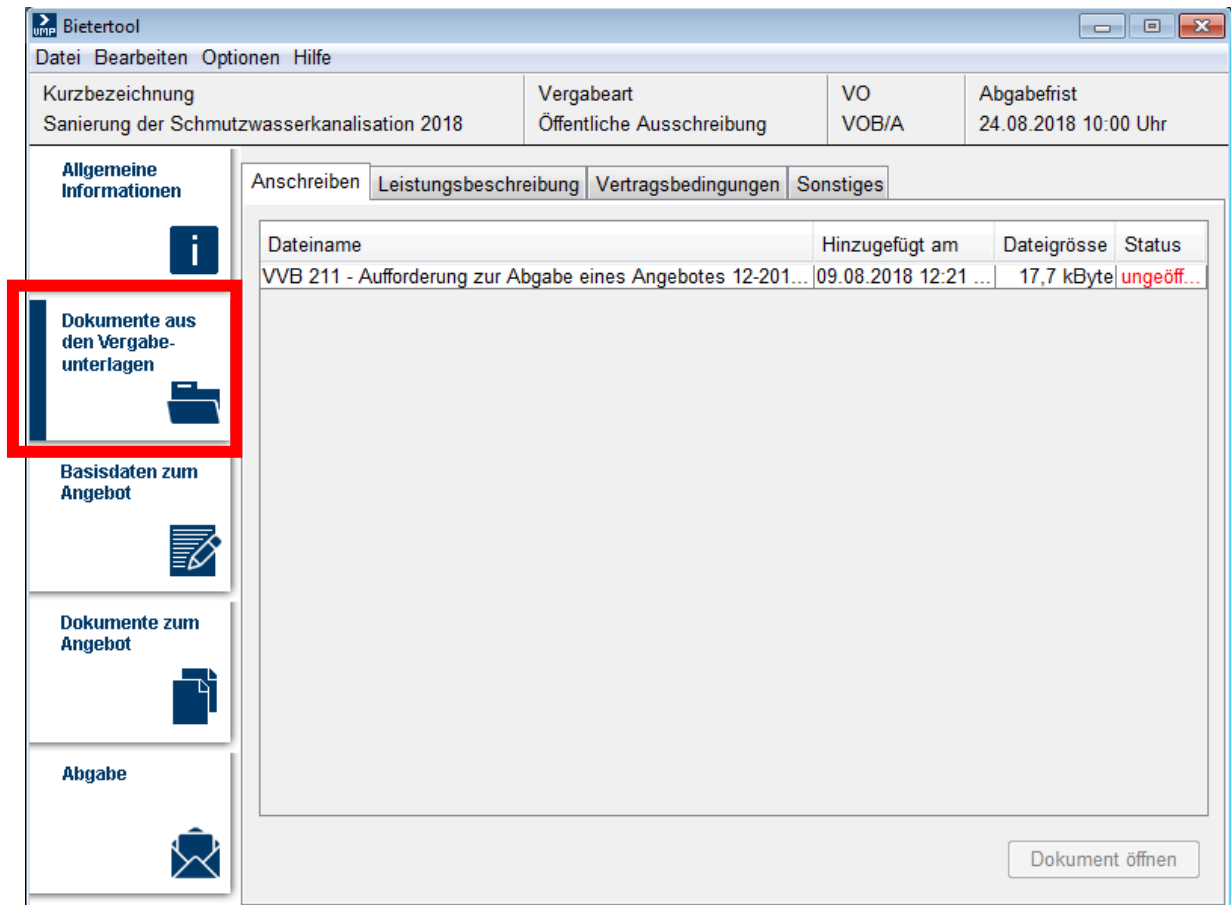 VMP Bietertool
Datei Bearbeiten Optionen Hilfe
Kurzbezeichnung Vergabeart VO Abgabefrist
Sanierung der Schmutzwasserkanalisation 2018 Öffentliche Ausschreibung VOB/A 24.08.2018 10:00 Uhr
Allgemeine
Informationen
i
Dokumente aus
den Vergabe-
unterlagen
Basisdaten zum
Angebot
Dokumente zum
Angebot
Abgabe
Anschreiben Leistungsbeschreibung Vertragsbedingungen Sonstiges
Dateiname Hinzugefügt am Dateigrösse Status
VVB 211 - Aufforderung zur Abgabe eines Angebotes 12-201... 09.08.2018 12:21 ... 17,7 kByte ungeöff...
Dokument öffnen